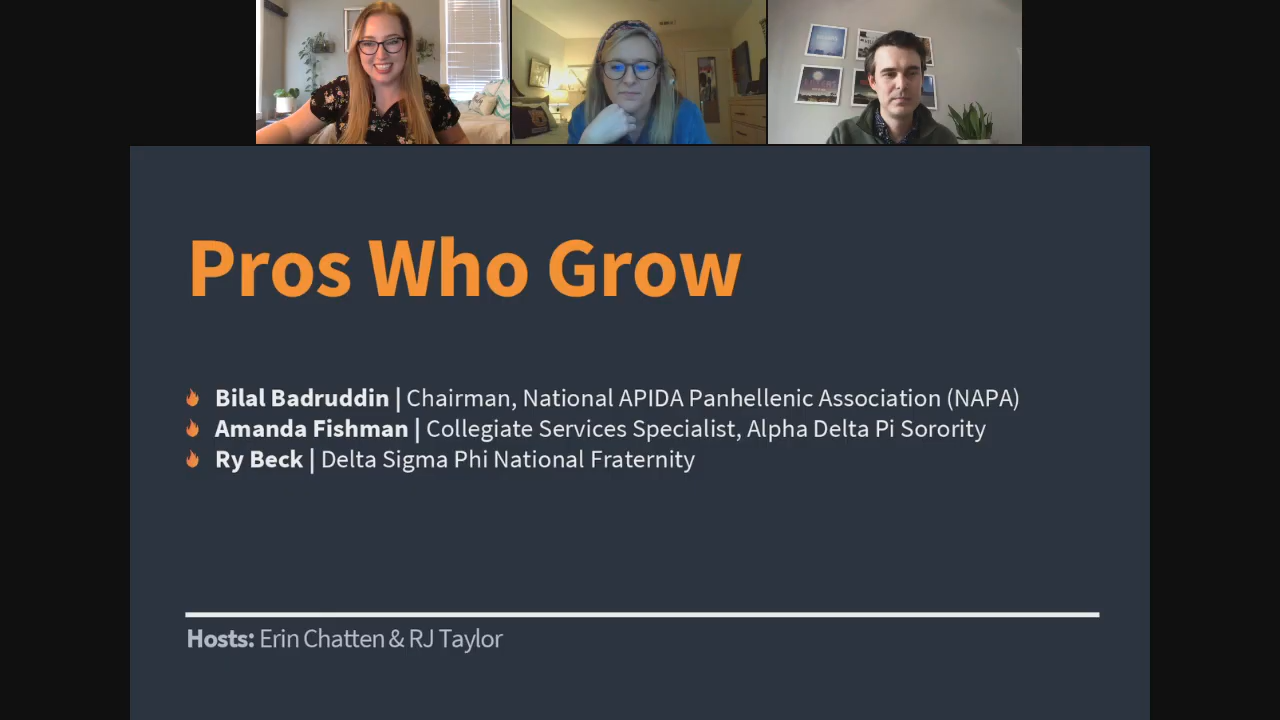 Pros Who Grow
Bilal Badruddin | Chairman, National APIDA Panhellenic Association (NAPA)
Amanda Fishman | Collegiate Services Specialist, Alpha Delta Pi Sorority
Ry Beck | Delta Sigma Phi National Fraternity
Hosts: Erin Chatten & RJ Taylor